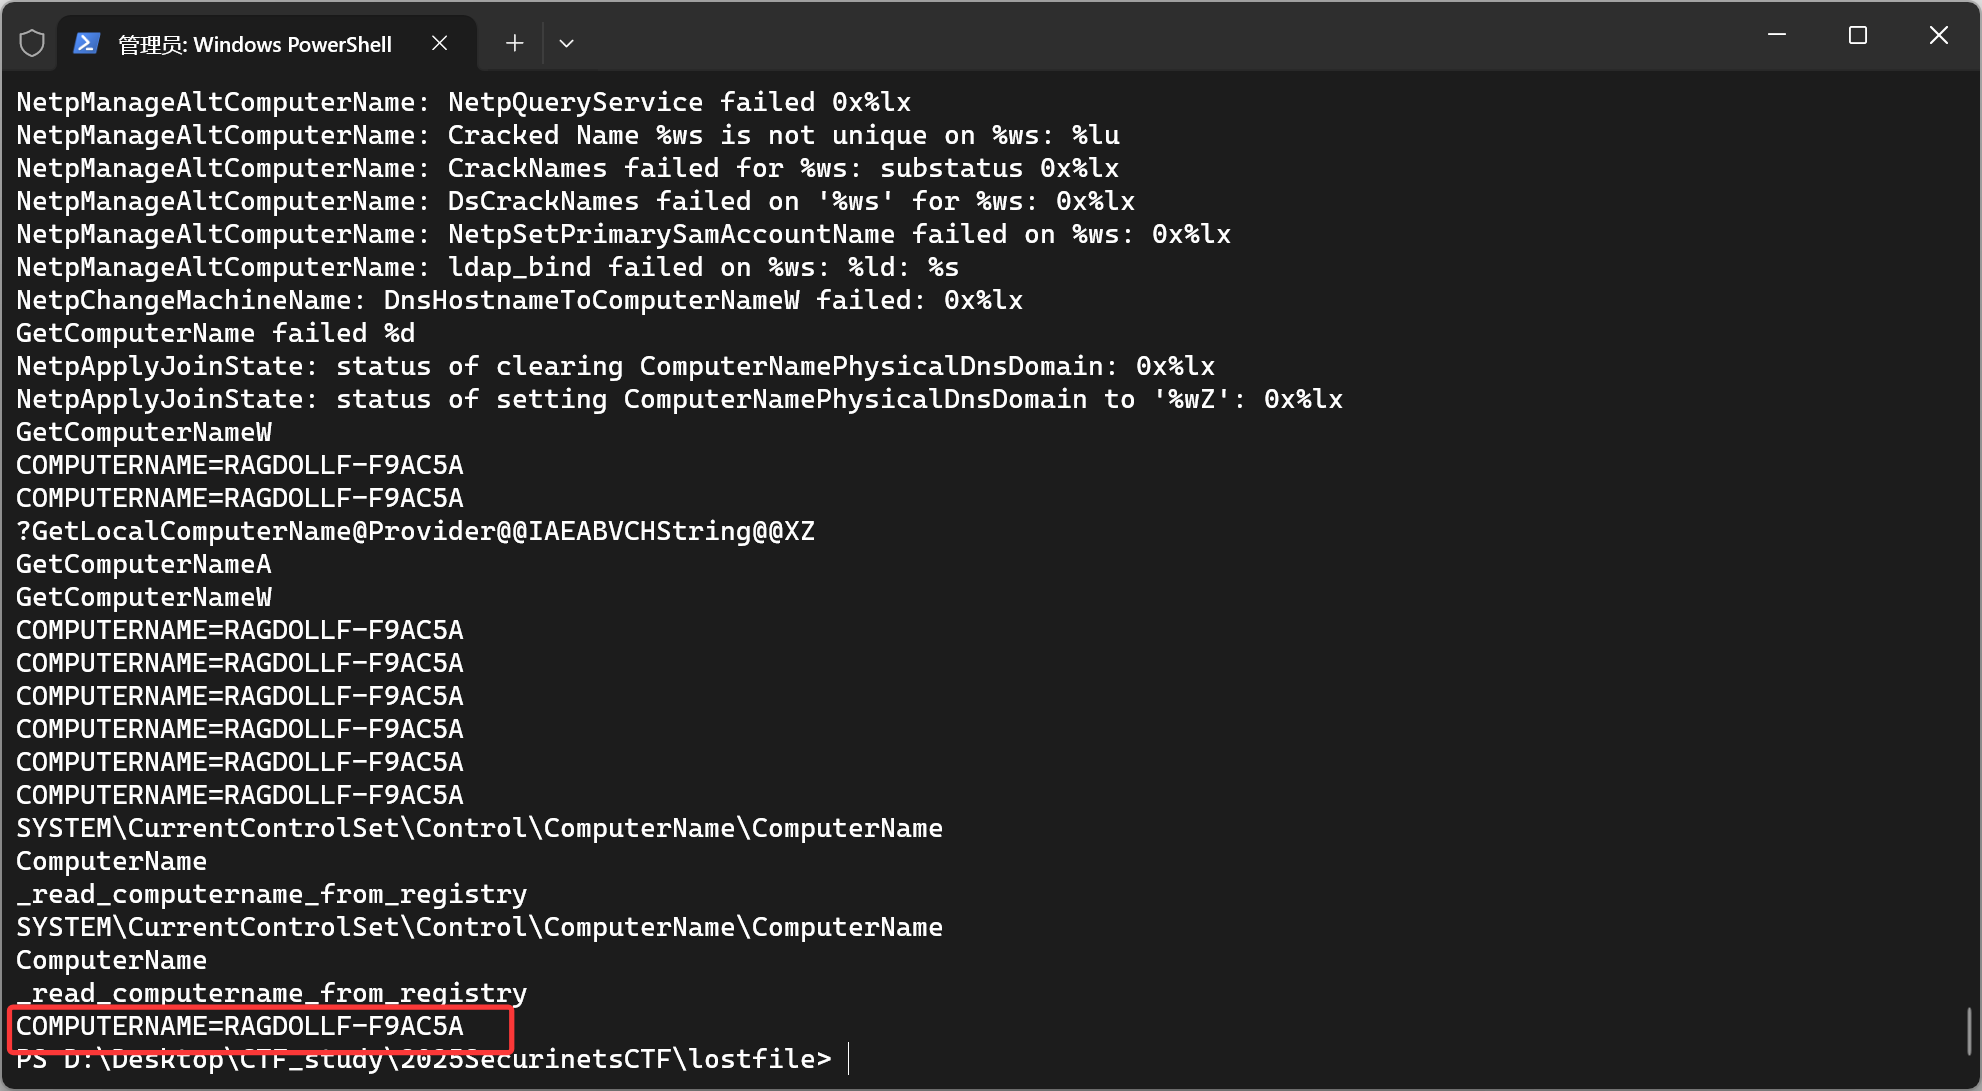 管理员: Windows PowerShell
NetpManageAltComputerName: NetpQueryService failed 0x%lx
NetpManageAltComputerName: Cracked Name %ws is not unique on %ws: %lu
NetpManageAltComputerName: CrackNames failed for %ws: substatus 0x%lx
NetpManageAltComputerName: DsCrackNames failed on '%ws' for %ws: 0x%lx
NetpManageAltComputerName: NetpSetPrimarySamAccountName failed on %ws: 0x%lx
NetpManageAltComputerName: ldap_bind failed on %ws: %ld: %s
NetpChangeMachineName: DnsHostnameToComputerNameW failed: 0x%lx
GetComputerName failed %d
NetpApplyJoinState: status of clearing ComputerNamePhysicalDnsDomain: 0x%lx
NetpApplyJoinState: status of setting ComputerNamePhysicalDnsDomain to '%wZ': 0x%lx
GetComputerNameW
COMPUTERNAME=RAGDOLLF-F9AC5A
COMPUTERNAME=RAGDOLLF-F9AC5A
?GetLocalComputerName@Provider@@IAEABVCHString@@XZ
GetComputerNameA
GetComputerNameW
COMPUTERNAME=RAGDOLLF-F9AC5A
COMPUTERNAME=RAGDOLLF-F9AC5A
COMPUTERNAME=RAGDOLLF-F9AC5A
COMPUTERNAME=RAGDOLLF-F9AC5A
COMPUTERNAME=RAGDOLLF-F9AC5A
COMPUTERNAME=RAGDOLLF-F9AC5A
SYSTEM\CurrentControlSet\Control\ComputerName\ComputerName
ComputerName
_read_computername_from_registry
SYSTEM\CurrentControlSet\Control\ComputerName\ComputerName
ComputerName
_read_computername_from_registry
COMPUTERNAME=RAGDOLLF-F9AC5A
PS D:\Desktop\CTF_study\2025SecurinetsCTF\lostfile>